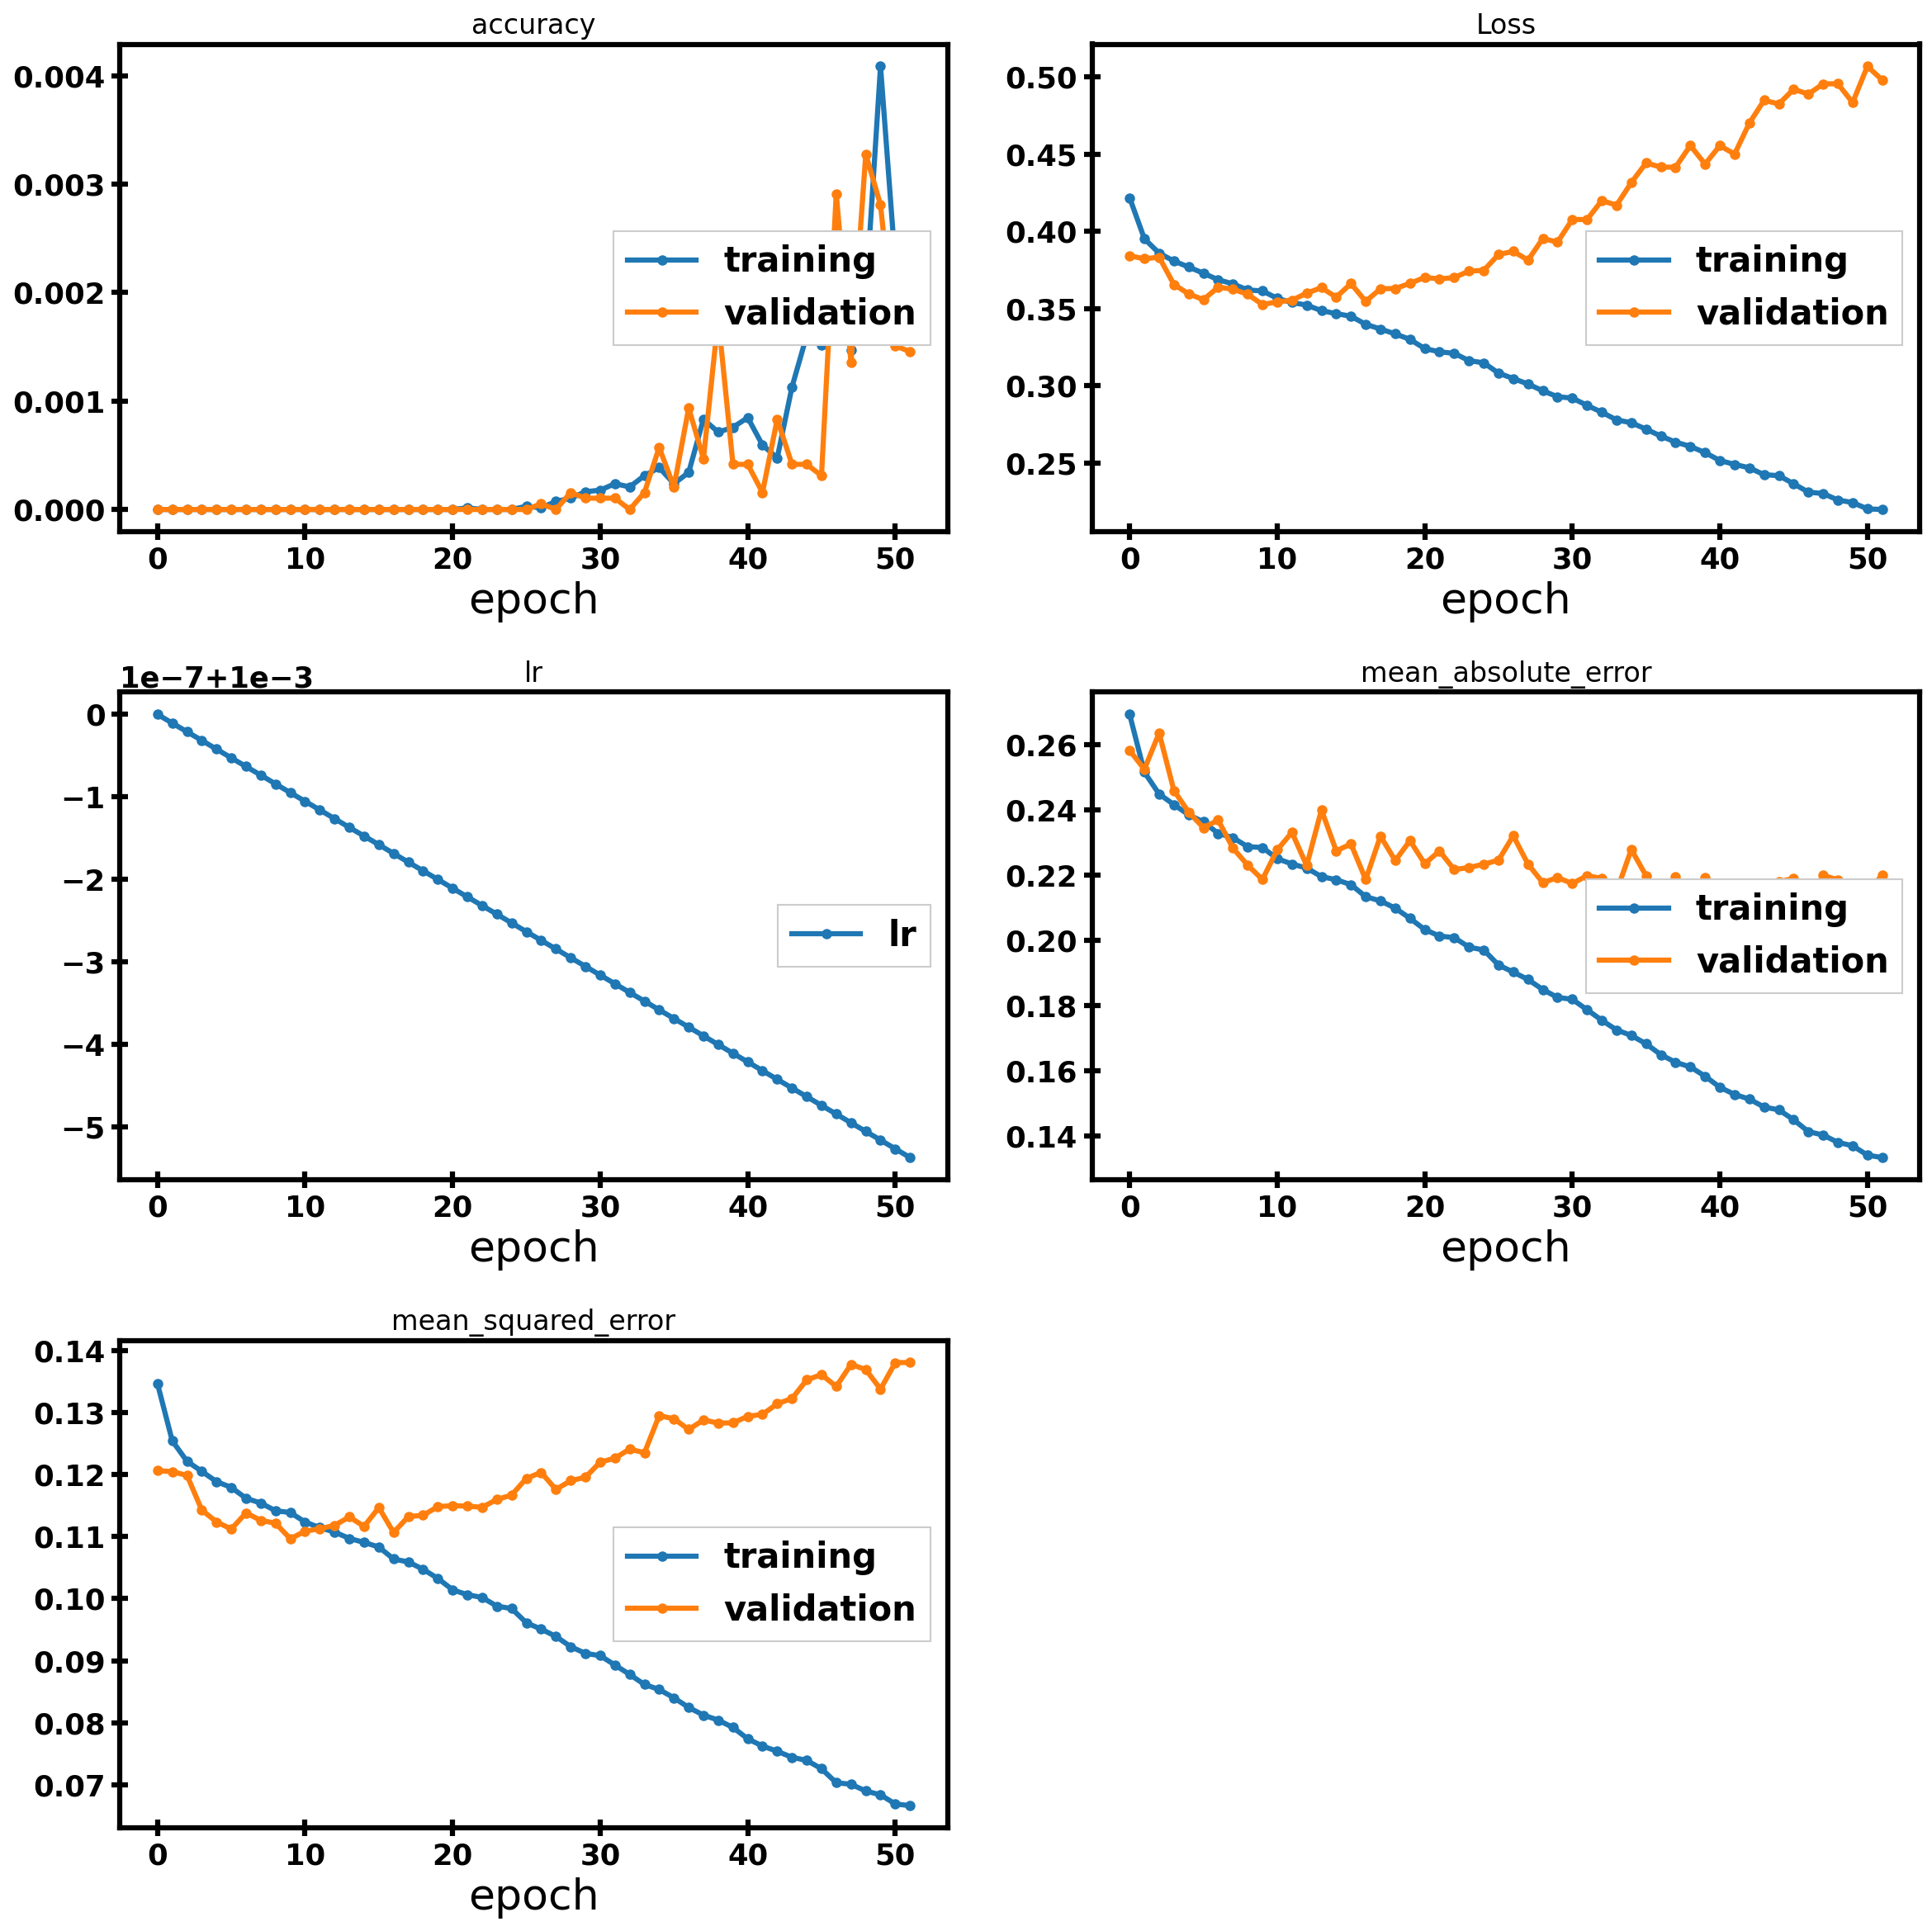 accuracy
0.004
0.003
0.002
0.001
0.000
training
validation
0 10 20 30 40 50
epoch
Loss
0.50
0.45
0.40
0.35
0.30
0.25
training
validation
0 10 20 30 40 50
epoch
lr
1e−7+1e−3
0
−1
−2
−3
−4
−5
lr
0 10 20 30 40 50
epoch
mean_absolute_error
0.26
0.24
0.22
0.20
0.18
0.16
0.14
training
validation
0 10 20 30 40 50
epoch
mean_squared_error
0.14
0.13
0.12
0.11
0.10
0.09
0.08
0.07
training
validation
0 10 20 30 40 50
epoch